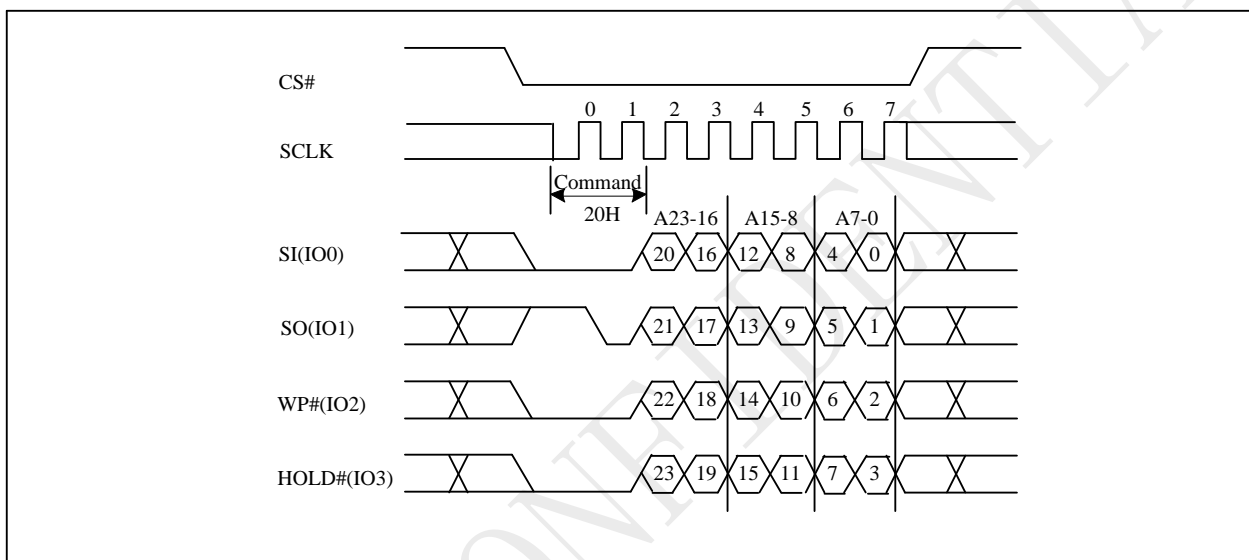 CS#
0 1 2 3 4 5 6 7
SCLK
Command
20H
A23-16 A15-8 A7-0
SI(IO0) 20 16 12 8 4 0
SO(IO1) 21 17 13 9 5 1
WP#(IO2) 22 18 14 10 6 2
HOLD#(IO3) 23 19 15 11 7 3